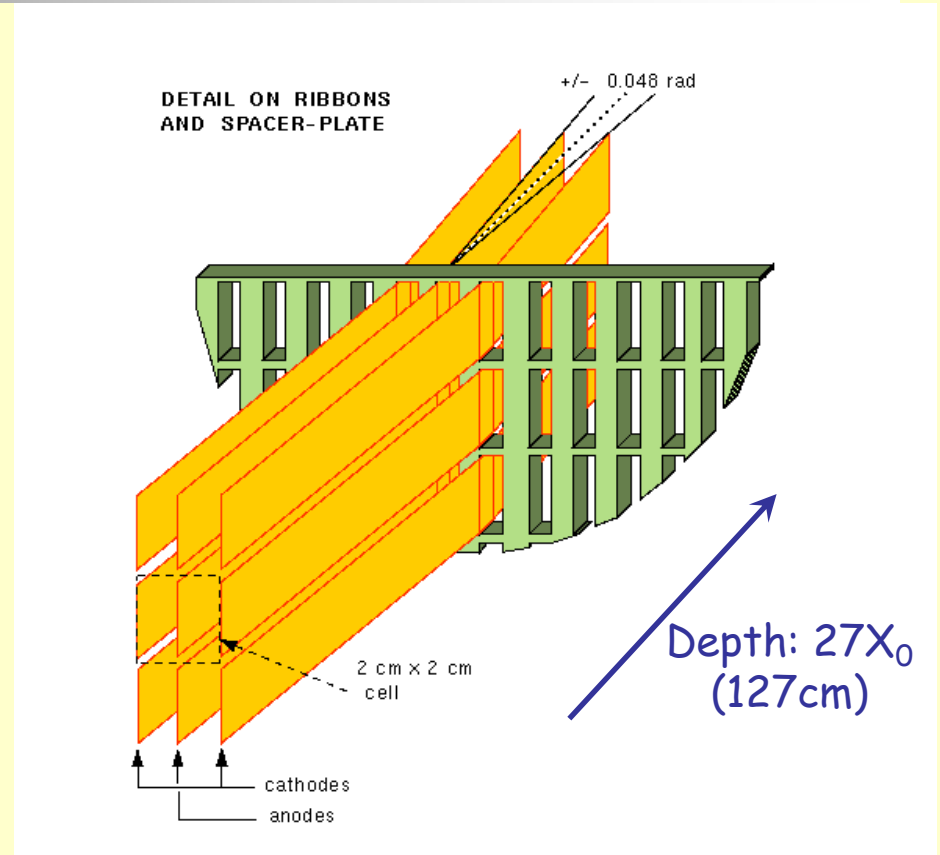 +/- 0.048 rad
DETAIL ON RIBBONS
AND SPACER-PLATE
Depth: 27X₀
(127cm)
2 cm x 2 cm
cell
cathodes
anodes